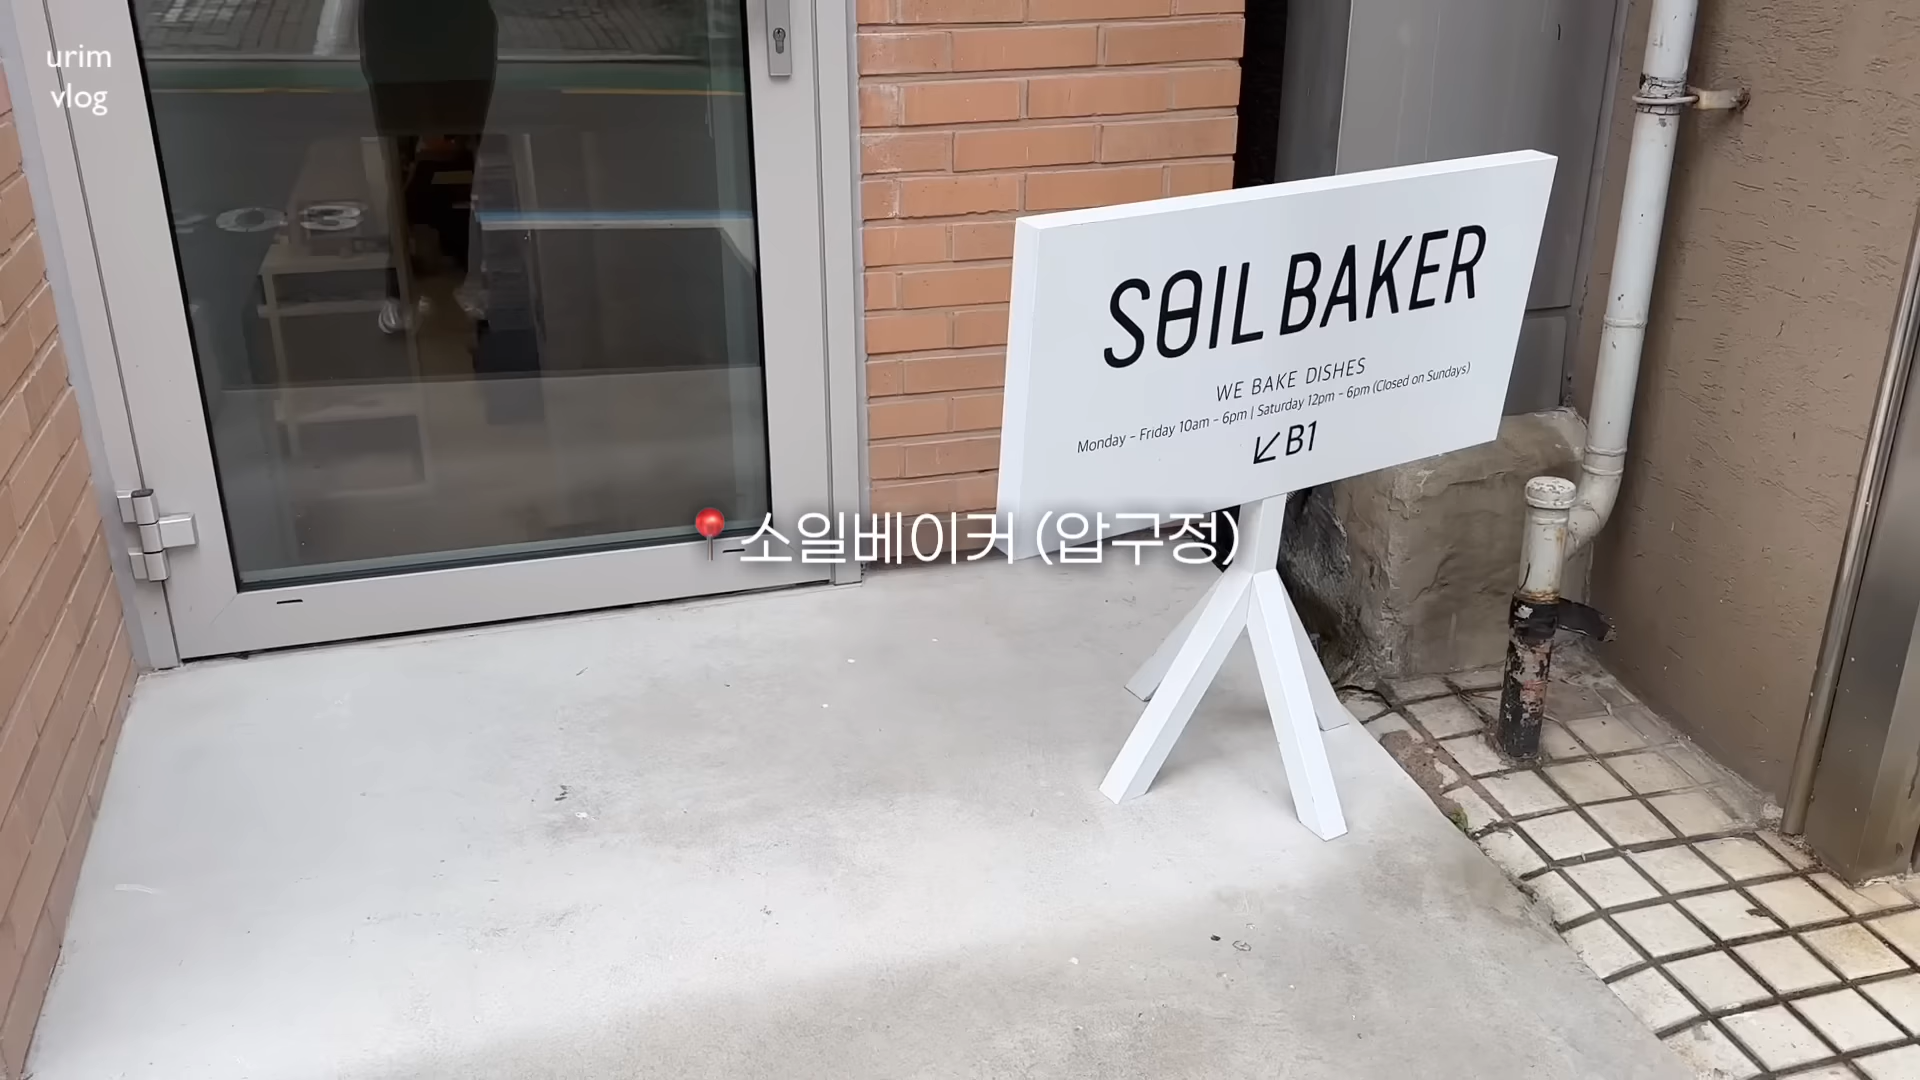 urim
vlog
SOIL BAKER
WE BAKE DISHES
Monday - Friday 10am - 6pm | Saturday 12pm - 6pm (Closed on Sundays)
↙B1
📍소일베이커 (압구정)